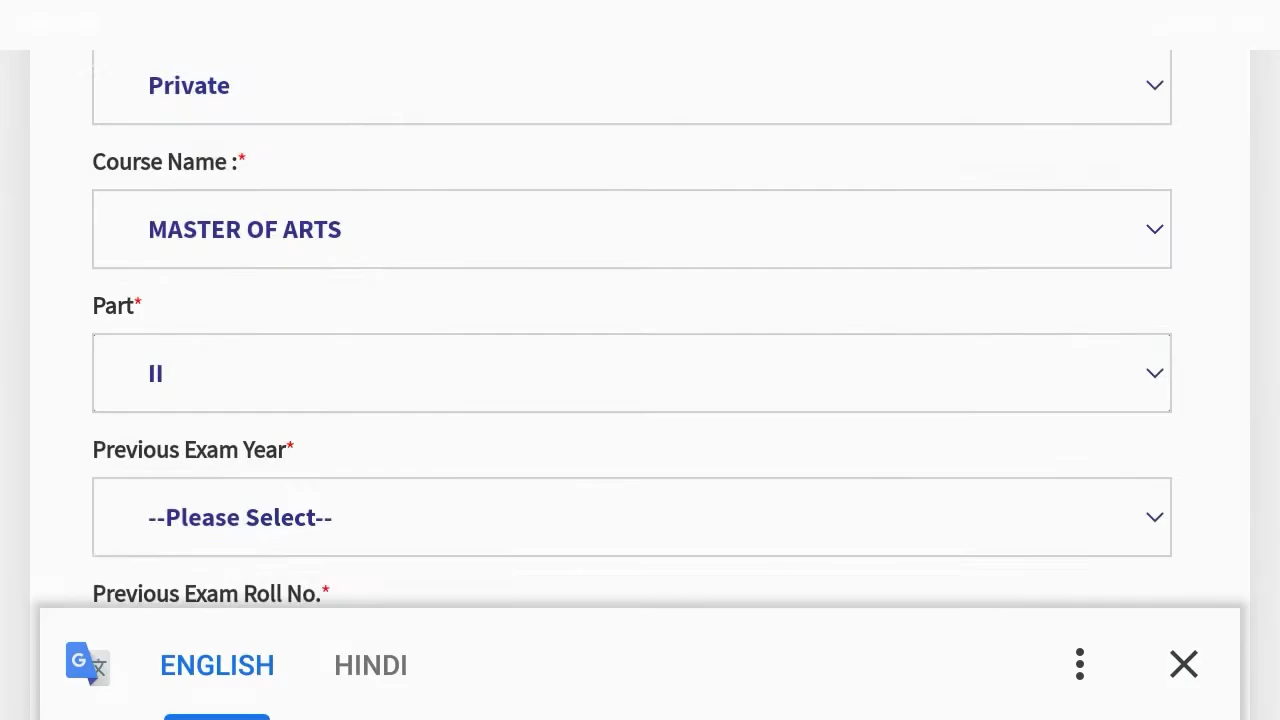 Private
Course Name :*
MASTER OF ARTS
Part*
II
Previous Exam Year*
--Please Select--
Previous Exam Roll No.*
G 文
ENGLISH HINDI